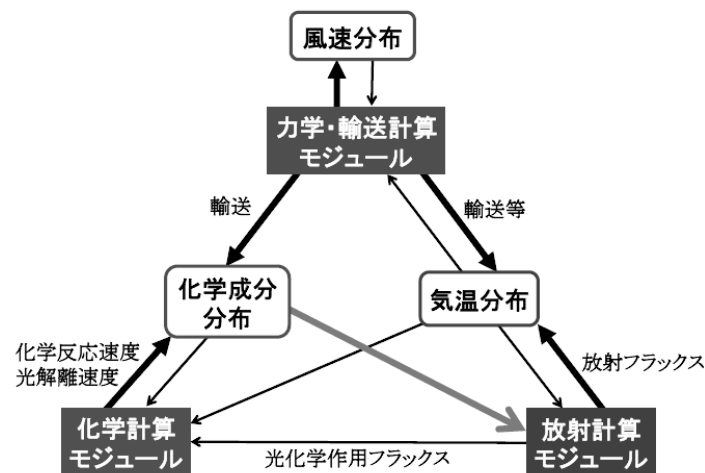 風速分布
力学・輸送計算
モジュール
輸送
輸送等
化学成分
分布
気温分布
化学反応速度
光解離速度
放射フラックス
化学計算
モジュール
光化学作用フラックス
放射計算
モジュール